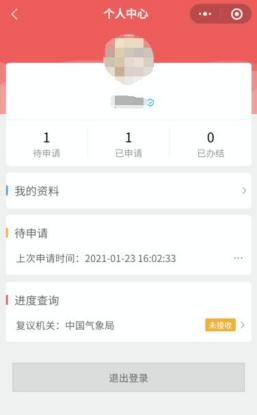 个人中心
1
1
0
待申请
已申请
已办结
我的资料
待申请
上次申请时间：2021-01-23 16:02:33
进度查询
复议机关：中国气象局
未接收
退出登录